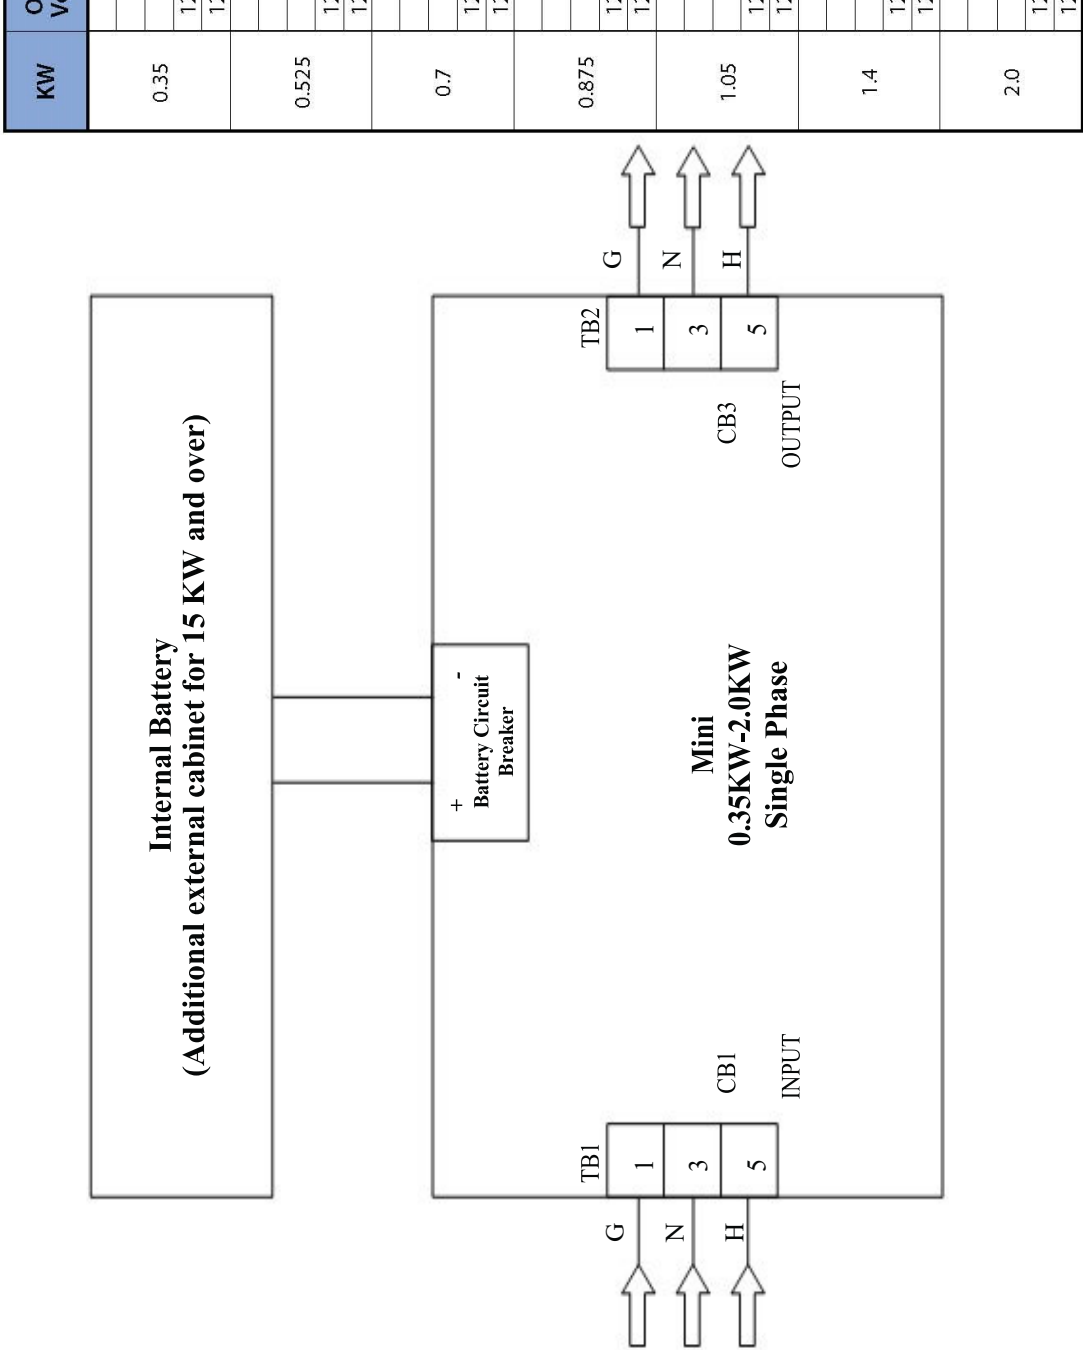 KW
0.35
0.525
0.7
0.875
1.05
1.4
2.0
Internal Battery
(Additional external cabinet for 15 KW and over)
+ -
Battery Circuit
Breaker
Mini
0.35KW-2.0KW
Single Phase
TB1
G 1
N 3
H 5
CB1
INPUT
TB2
1 G
3 N
5 H
CB3
OUTPUT